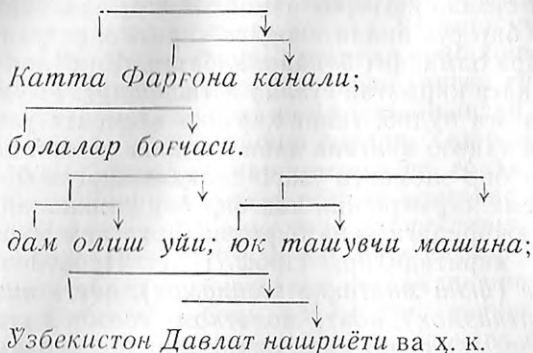 Катта Фарғона канали;
болалар боғчаси.
дам олиш уйи; юк ташувчи машина;
Ўзбекистон Давлат нашриёти ва ҳ. к.